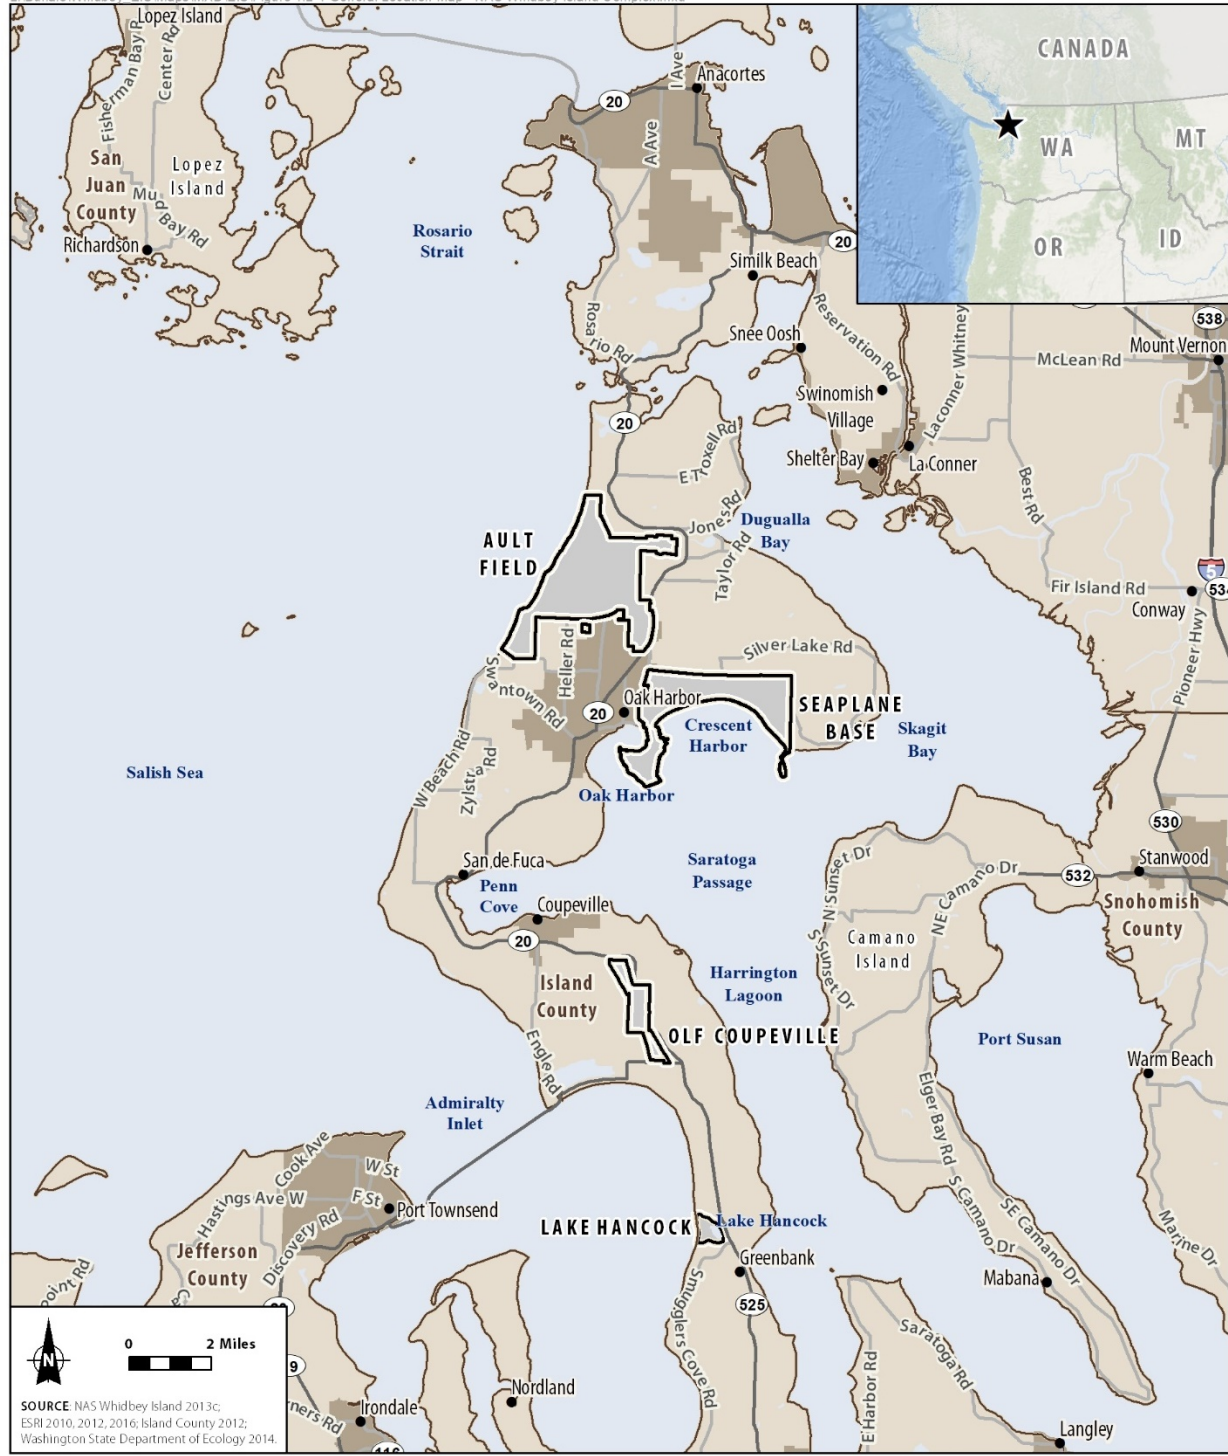 Lopez Island
Fisherman Bay R
Center Rd
San
Juan
County
Lopez
Island
Mud Bay Rd
Richardson
Rosario
Strait
20
I Ave
A Ave
Anacortes
CANADA
WA
MT
OR
ID
20
Similk Beach
Rosario Rd
Snee Oosh
Reservation Rd
Swinomish
Village
Shelter Bay
La Conner
Laconner Whitney
538
Mount Vernon
McLean Rd
Best Rd
20
E Troxell Rd
Jones Rd
Dugualla
Bay
Taylor Rd
AULT
FIELD
5
534
Fir Island Rd
Conway
Pioneer Hwy
Swantown Rd
Heller Rd
Silver Lake Rd
20
Oak Harbor
SEAPLANE
BASE
Crescent
Harbor
Skagit
Bay
Salish Sea
W Beach Rd
Zylstra Rd
Oak Harbor
San de Fuca
Penn
Cove
Saratoga
Passage
N Sunset Dr
NE Camano Dr
532
530
Stanwood
Snohomish
County
Coupeville
20
Island
County
S Sunset Dr
Camano
Island
Harrington
Lagoon
OLF COUPEVILLE
Port Susan
Engle Rd
Warm Beach
Admiralty
Inlet
Elger Bay Rd
Cook Ave
W St
Hastings Ave W
F St
Port Townsend
Discovery Rd
Jefferson
County
LAKE HANCOCK
Lake Hancock
Greenbank
S Camano Dr
SE Camano Dr
Mabana
Marine Dr
525
Smugglers Cove Rd
Saratoga Rd
E Harbor Rd
Nordland
Irondale
Langley
116
N
0 2 Miles
SOURCE: NAS Whidbey Island 2013c;
ESRI 2010, 2012, 2016; Island County 2012;
Washington State Department of Ecology 2014.